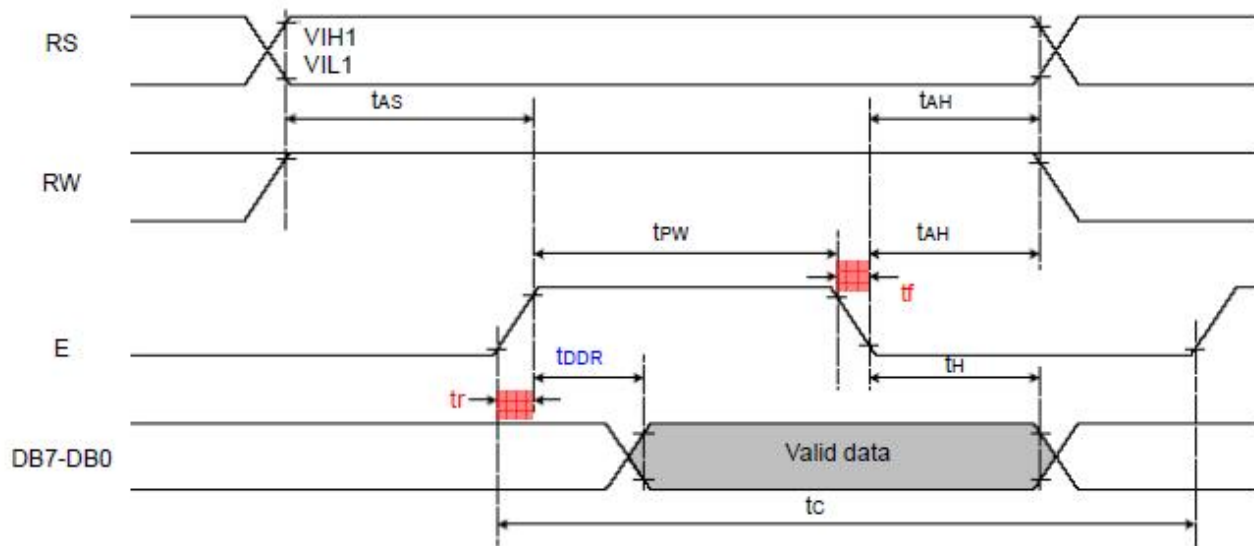 RS
VIH1
VIL1
tAS
tAH
RW
tPW
tAH
tf
E
tDDR
tH
tr
DB7-DB0
Valid data
tC